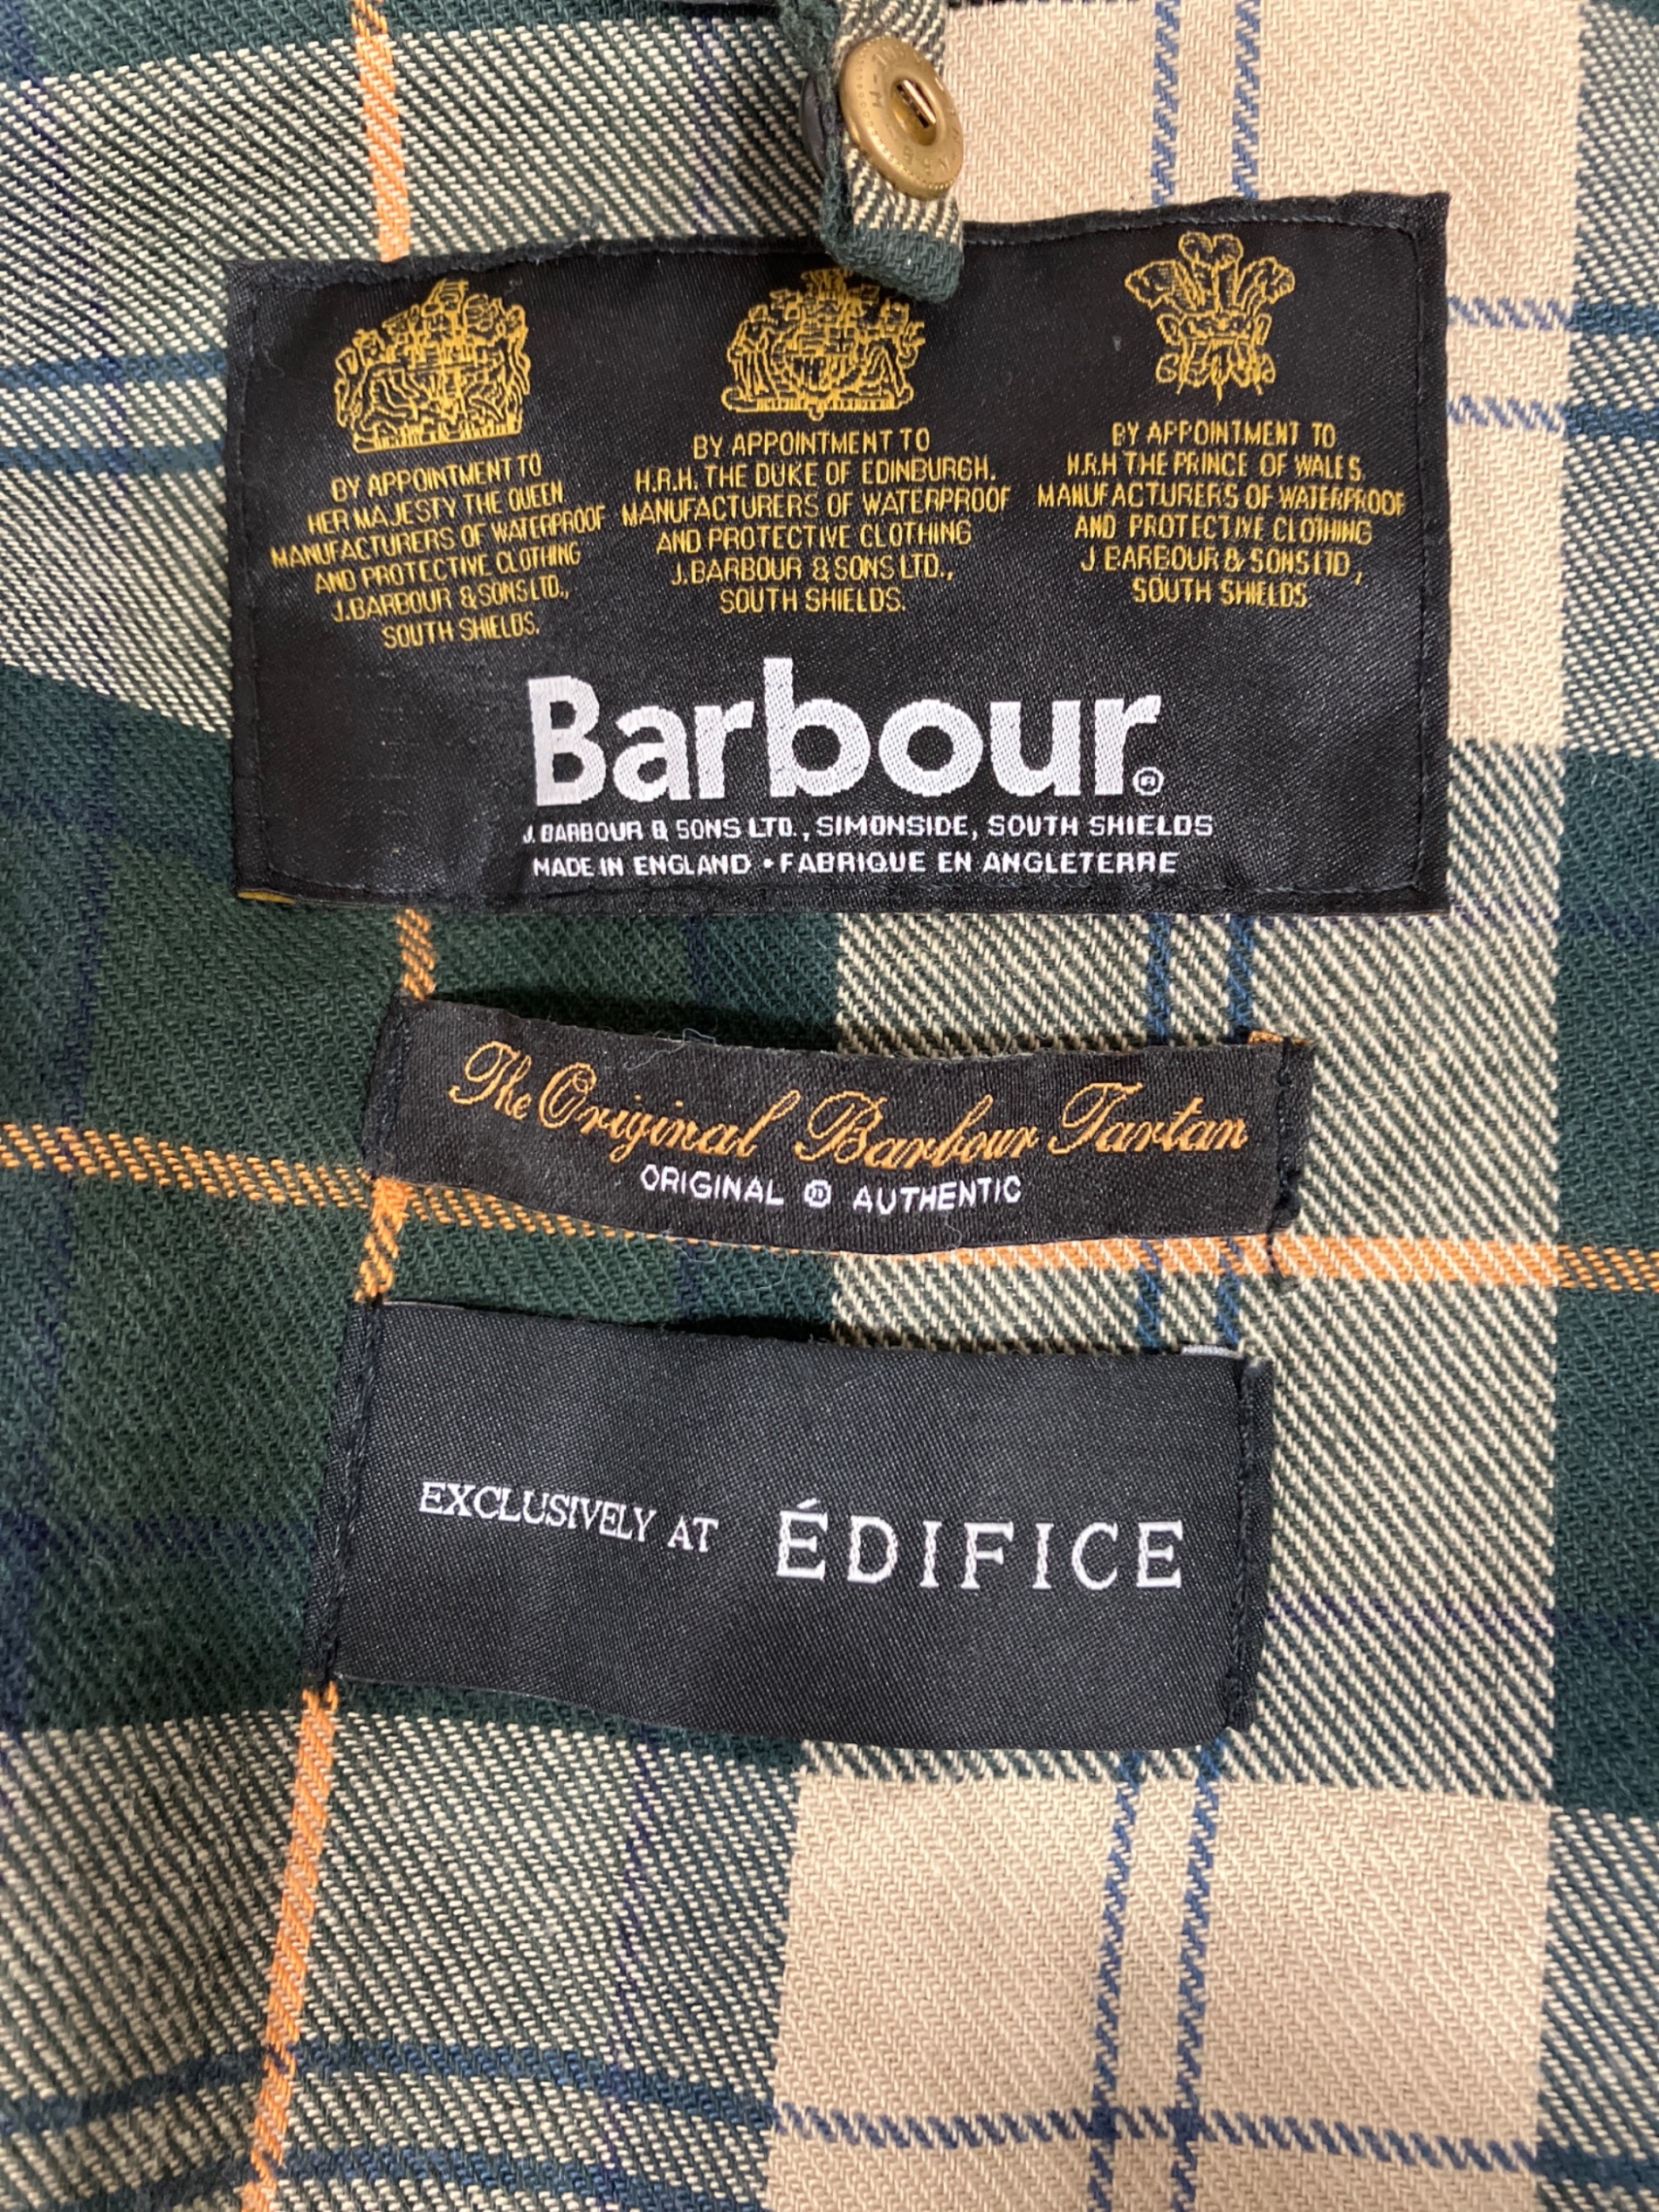 BY APPOINTMENT TO
HER MAJESTY THE QUEEN
MANUFACTURERS OF WATERPROOF
AND PROTECTIVE CLOTHING
J.BARBOUR & SONS LTD.,
SOUTH SHIELDS.
BY APPOINTMENT TO
H.R.H. THE DUKE OF EDINBURGH.
MANUFACTURERS OF WATERPROOF
AND PROTECTIVE CLOTHING
J.BARBOUR & SONS LTD.,
SOUTH SHIELDS.
BY APPOINTMENT TO
H.R.H THE PRINCE OF WALES
MANUFACTURERS OF WATERPROOF
AND PROTECTIVE CLOTHING
J BARBOUR & SONS LTD,
SOUTH SHIELDS
Barbour®
J. BARBOUR & SONS LTD., SIMONSIDE, SOUTH SHIELDS
MADE IN ENGLAND • FABRIQUE EN ANGLETERRE
The Original Barbour Tartan
ORIGINAL ® AUTHENTIC
EXCLUSIVELY AT ÉDIFICE